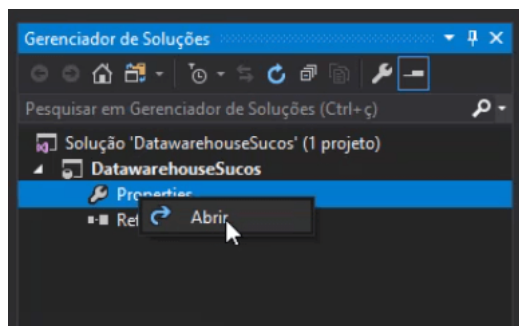 Gerenciador de Soluções
Pesquisar em Gerenciador de Soluções (Ctrl+ç)
Solução 'DatawarehouseSucos' (1 projeto)
DatawarehouseSucos
Properties
Abrir